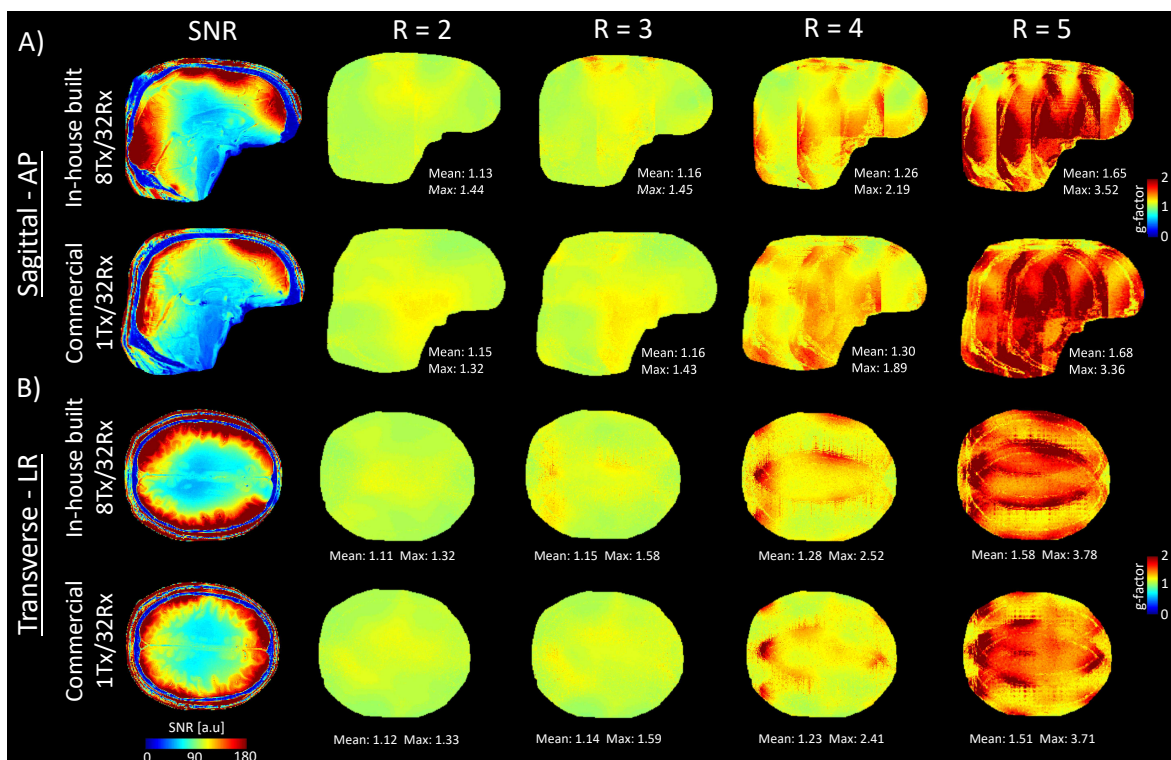 A)
SNR
R = 2
R = 3
R = 4
R = 5
Sagittal - AP
In-house built
8Tx/32Rx
Mean: 1.13
Max: 1.44
Mean: 1.16
Max: 1.45
Mean: 1.26
Max: 2.19
Mean: 1.65
Max: 3.52
2
1
0
g-factor
Commercial
1Tx/32Rx
Mean: 1.15
Max: 1.32
Mean: 1.16
Max: 1.43
Mean: 1.30
Max: 1.89
Mean: 1.68
Max: 3.36
B)
Transverse - LR
In-house built
8Tx/32Rx
Mean: 1.11 Max: 1.32
Mean: 1.15 Max: 1.58
Mean: 1.28 Max: 2.52
Mean: 1.58 Max: 3.78
2
1
0
g-factor
Commercial
1Tx/32Rx
Mean: 1.12 Max: 1.33
Mean: 1.14 Max: 1.59
Mean: 1.23 Max: 2.41
Mean: 1.51 Max: 3.71
SNR [a.u]
0 90 180